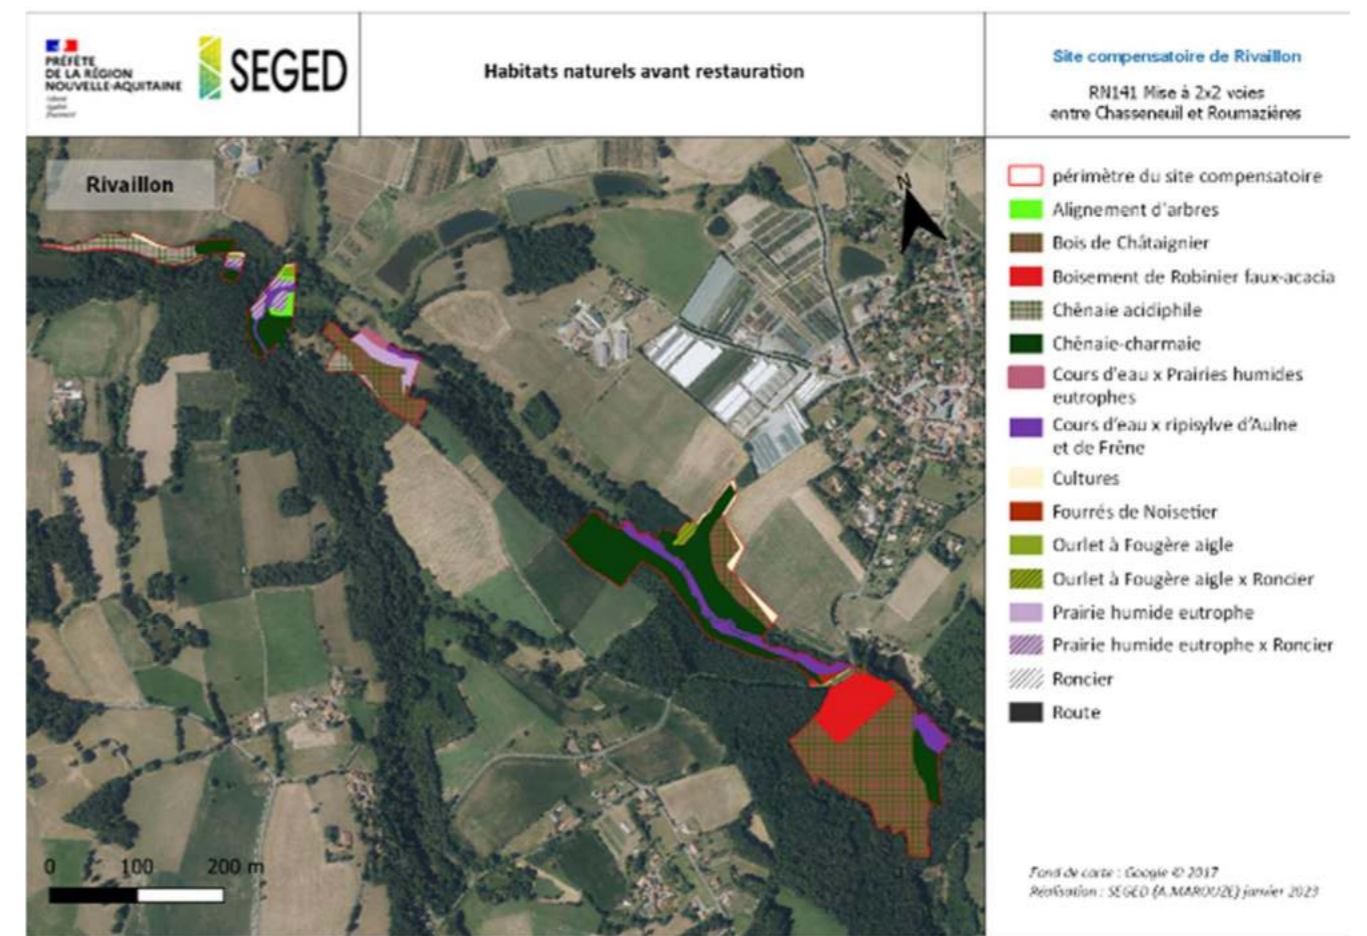 PRÉFÈTE
DE LA RÉGION
NOUVELLE-AQUITAINE
SEGED
Habitats naturels avant restauration
Site compensatoire de Rivaillon
RN141 Mise à 2x2 voies
entre Chasseneuil et Roumazières
Rivaillon
N
périmètre du site compensatoire
Alignement d'arbres
Bois de Châtaignier
Boisement de Robinier faux-acacia
Chênaie acidiphile
Chênaie-charmaie
Cours d'eau x Prairies humides
eutrophes
Cours d'eau x ripisylve d'Aulne
et de Frêne
Cultures
Fourrés de Noisetier
Ourlet à Fougère aigle
Ourlet à Fougère aigle x Roncier
Prairie humide eutrophe
Prairie humide eutrophe x Roncier
Roncier
Route
0 100 200 m
Fond de carte : Google © 2017
Réalisation : SEGED (A.MAROUZE) janvier 2023